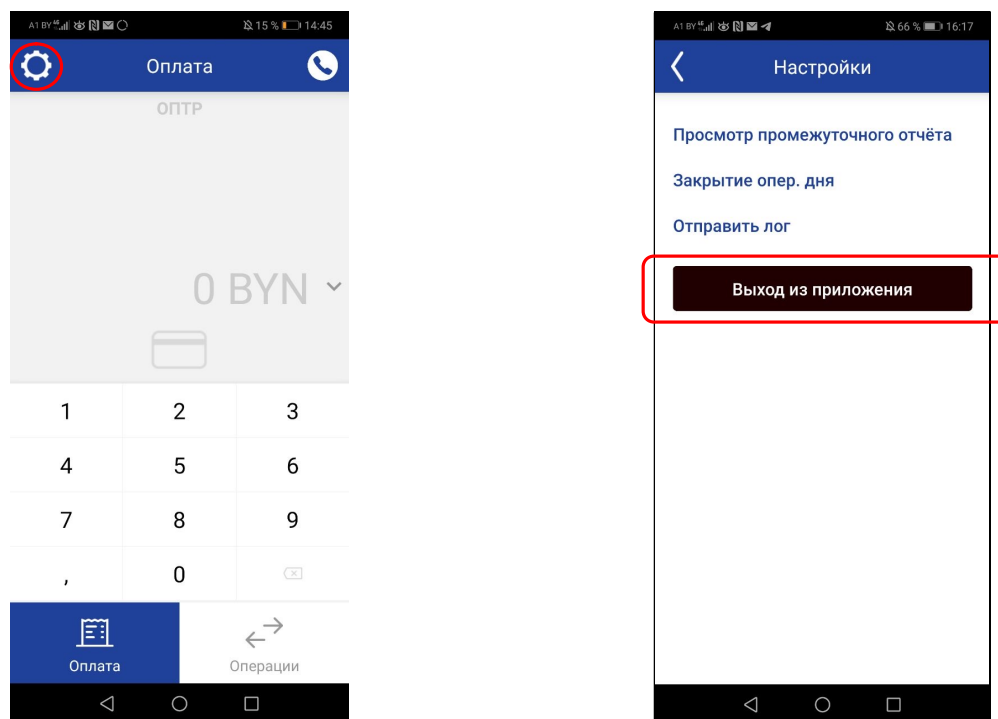 A1 BY 15 % 14:45
Оплата
ОПТР
0 BYN
1 2 3
4 5 6
7 8 9
, 0
Оплата Операции
A1 BY 66 % 16:17
Настройки
Просмотр промежуточного отчёта
Закрытие опер. дня
Отправить лог
Выход из приложения